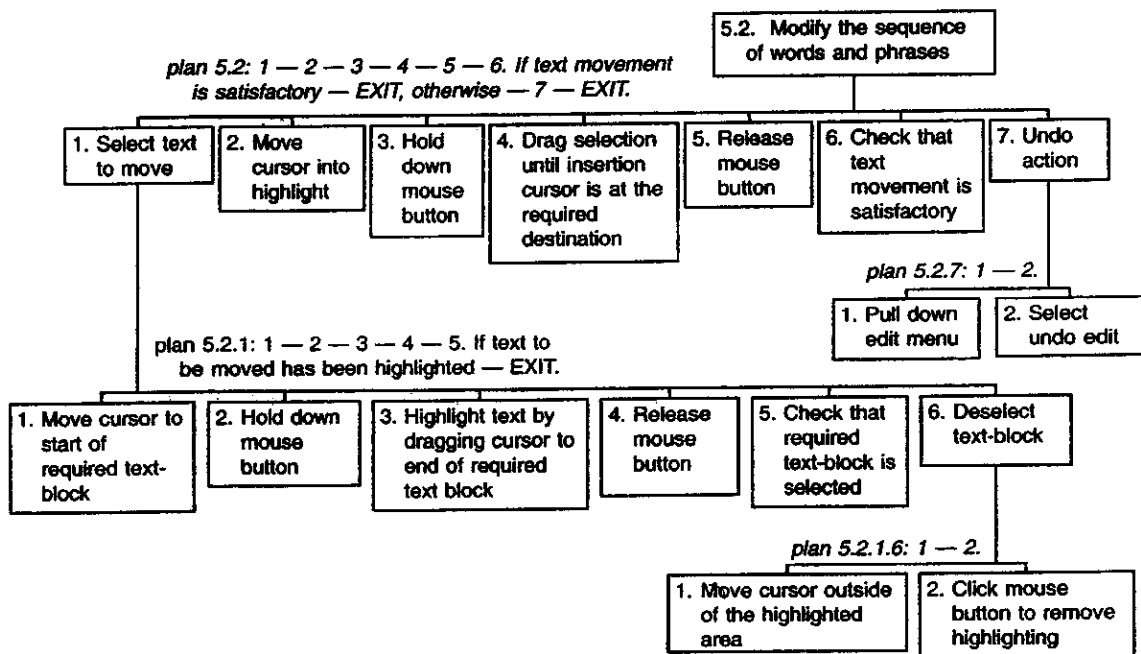 5.2. Modify the sequence
of words and phrases
plan 5.2: 1 — 2 — 3 — 4 — 5 — 6. If text movement
is satisfactory — EXIT, otherwise — 7 — EXIT.
1. Select text
to move
2. Move
cursor into
highlight
3. Hold
down
mouse
button
4. Drag selection
until insertion
cursor is at the
required
destination
5. Release
mouse
button
6. Check that
text
movement is
satisfactory
7. Undo
action
plan 5.2.7: 1 — 2.
1. Pull down
edit menu
2. Select
undo edit
plan 5.2.1: 1 — 2 — 3 — 4 — 5. If text to
be moved has been highlighted — EXIT.
1. Move cursor to
start of
required text-
block
2. Hold down
mouse
button
3. Highlight text by
dragging cursor to
end of required
text block
4. Release
mouse
button
5. Check that
required
text-block is
selected
6. Deselect
text-block
plan 5.2.1.6: 1 — 2.
1. Move cursor outside
of the highlighted
area
2. Click mouse
button to remove
highlighting